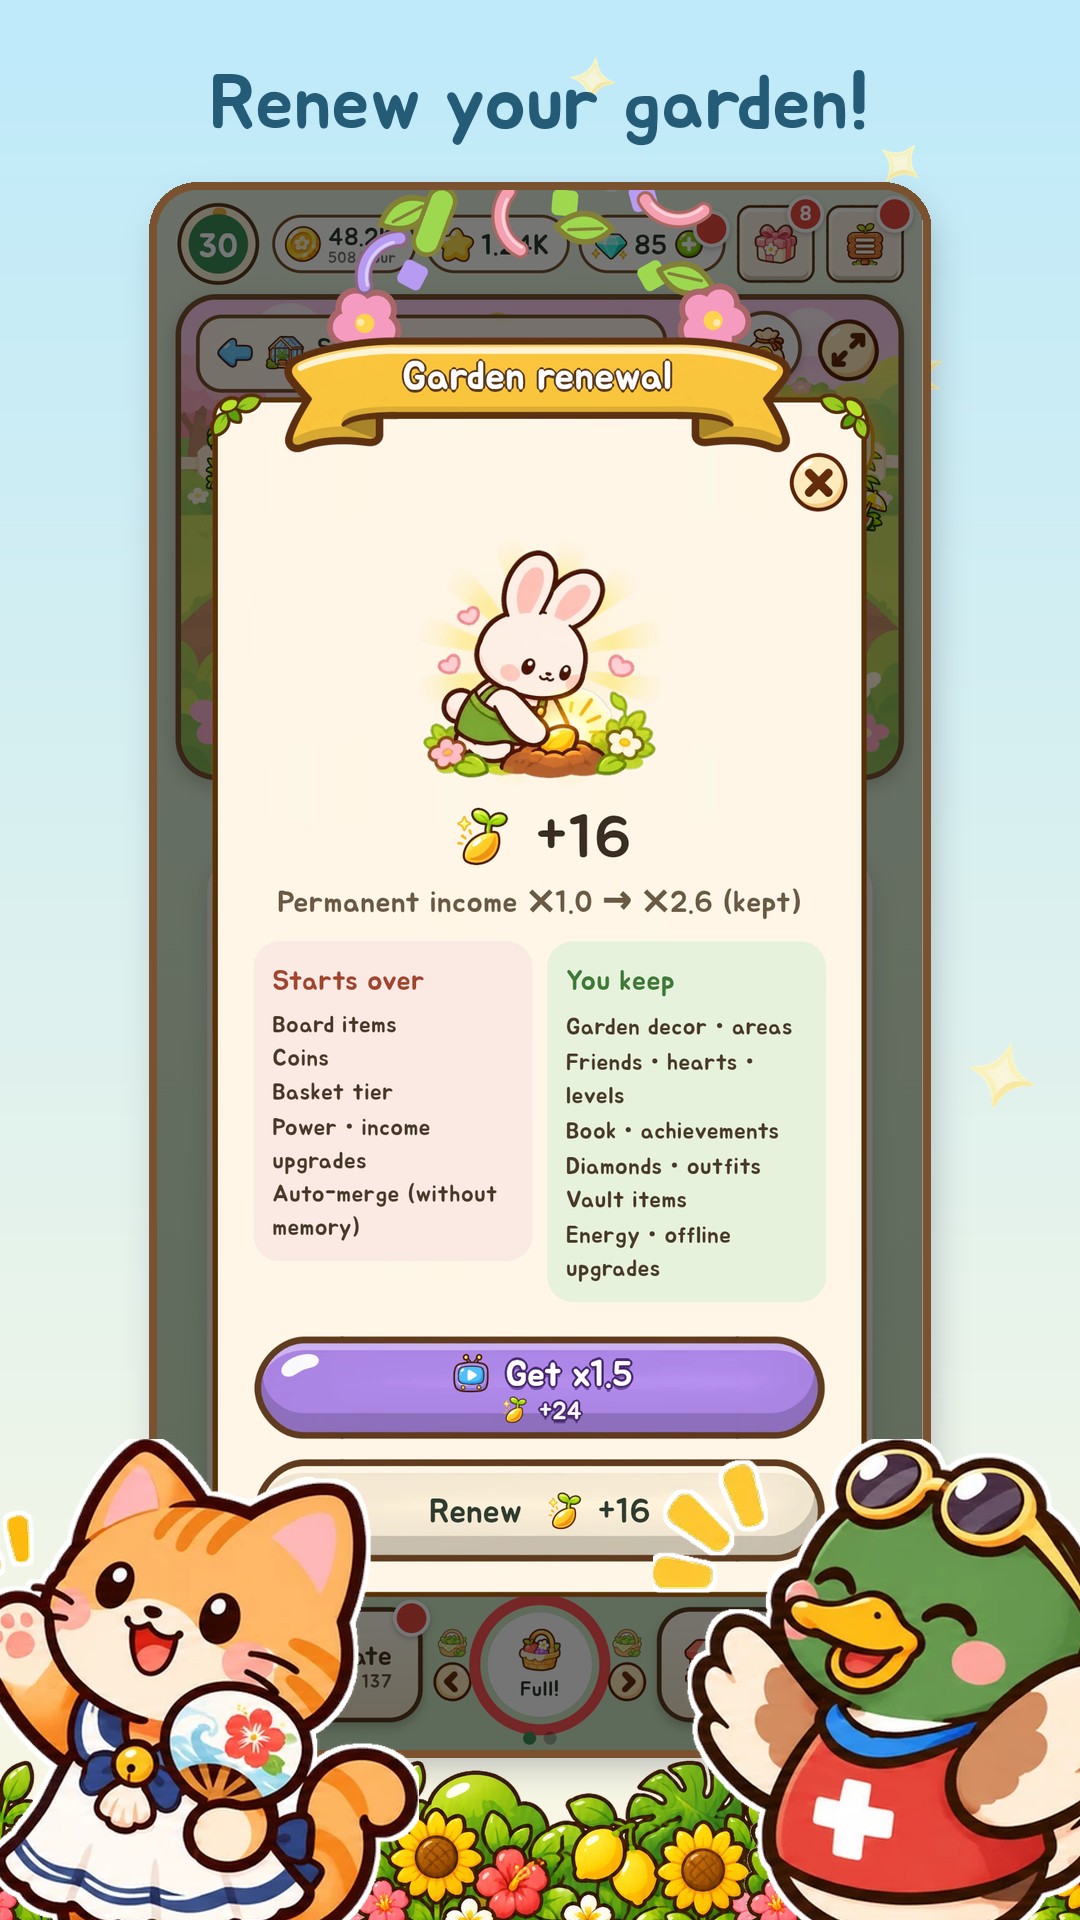 Renew your garden!
30
85
8
Garden renewal
+16
Permanent income ×1.0 → ×2.6 (kept)
Starts over
Board items
Coins
Basket tier
Power • income
upgrades
Auto-merge (without
memory)
You keep
Garden decor • areas
Friends • hearts •
levels
Book • achievements
Diamonds • outfits
Vault items
Energy • offline
upgrades
Get x1.5
+24
Renew +16
137
Full!